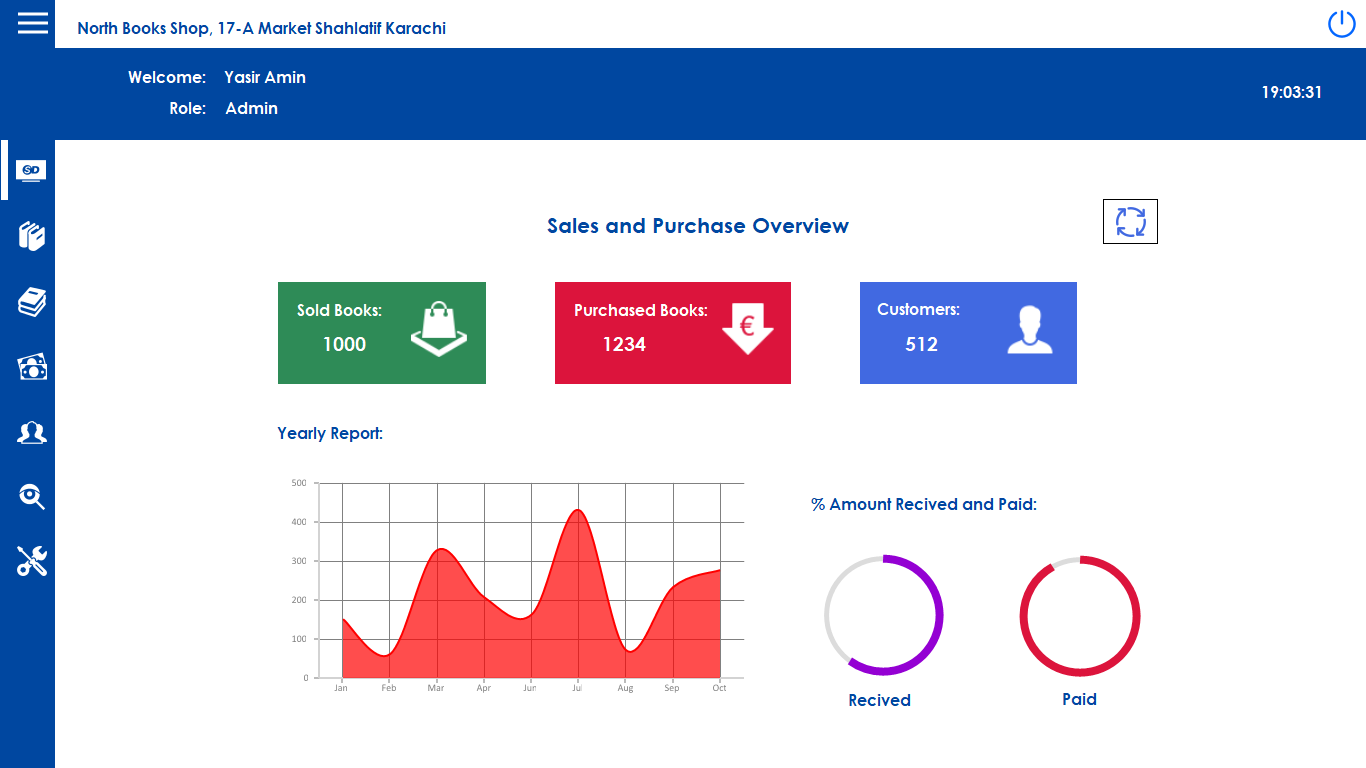 North Books Shop, 17-A Market Shahlatif Karachi
Welcome: Yasir Amin
Role: Admin
19:03:31
SD
Sales and Purchase Overview
Sold Books:
1000
Purchased Books:
1234
€
Customers:
512
Yearly Report:
500
400
300
200
100
0
Jan Feb Mar Apr Jun Jul Aug Sep Oct
% Amount Recived and Paid:
Recived
Paid